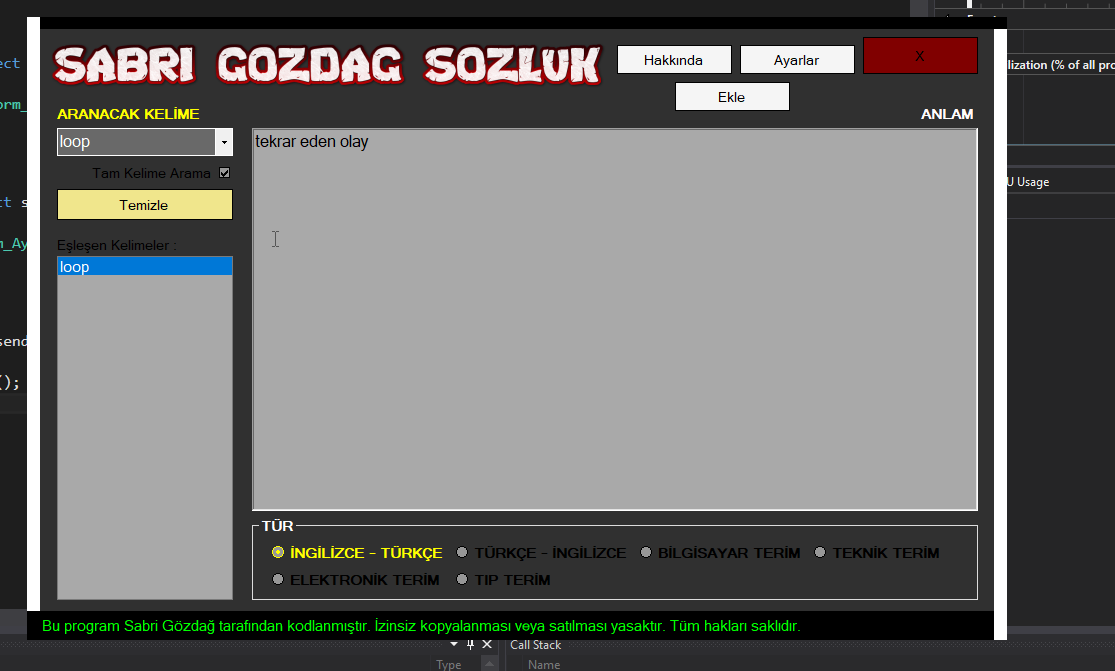 SABRI GOZDAG SOZLUK
Hakkında
Ayarlar
X
Ekle
ARANACAK KELİME
ANLAM
loop
tekrar eden olay
Tam Kelime Arama
Temizle
Eşleşen Kelimeler :
loop
TÜR
İNGİLİZCE - TÜRKÇE
TÜRKÇE - İNGİLİZCE
BİLGİSAYAR TERİM
TEKNİK TERİM
ELEKTRONİK TERİM
TIP TERİM
Bu program Sabri Gözdağ tarafından kodlanmıştır. İzinsiz kopyalanması veya satılması yasaktır. Tüm hakları saklıdır.
ect
orm_
ct s
m_Ay
send
();
lization (% of all pro
U Usage
Call Stack
Type
Name